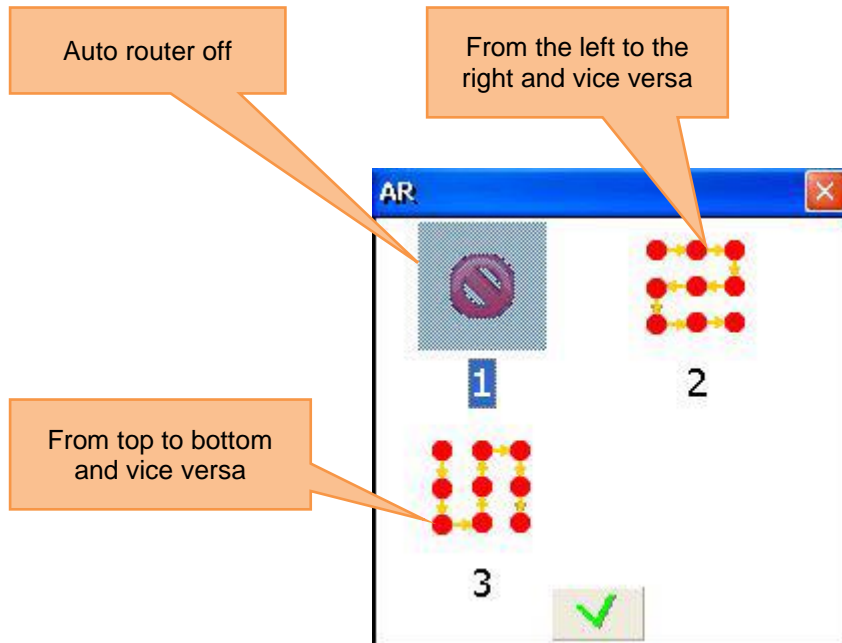 Auto router off
From the left to the
right and vice versa
AR
1
2
From top to bottom
and vice versa
3